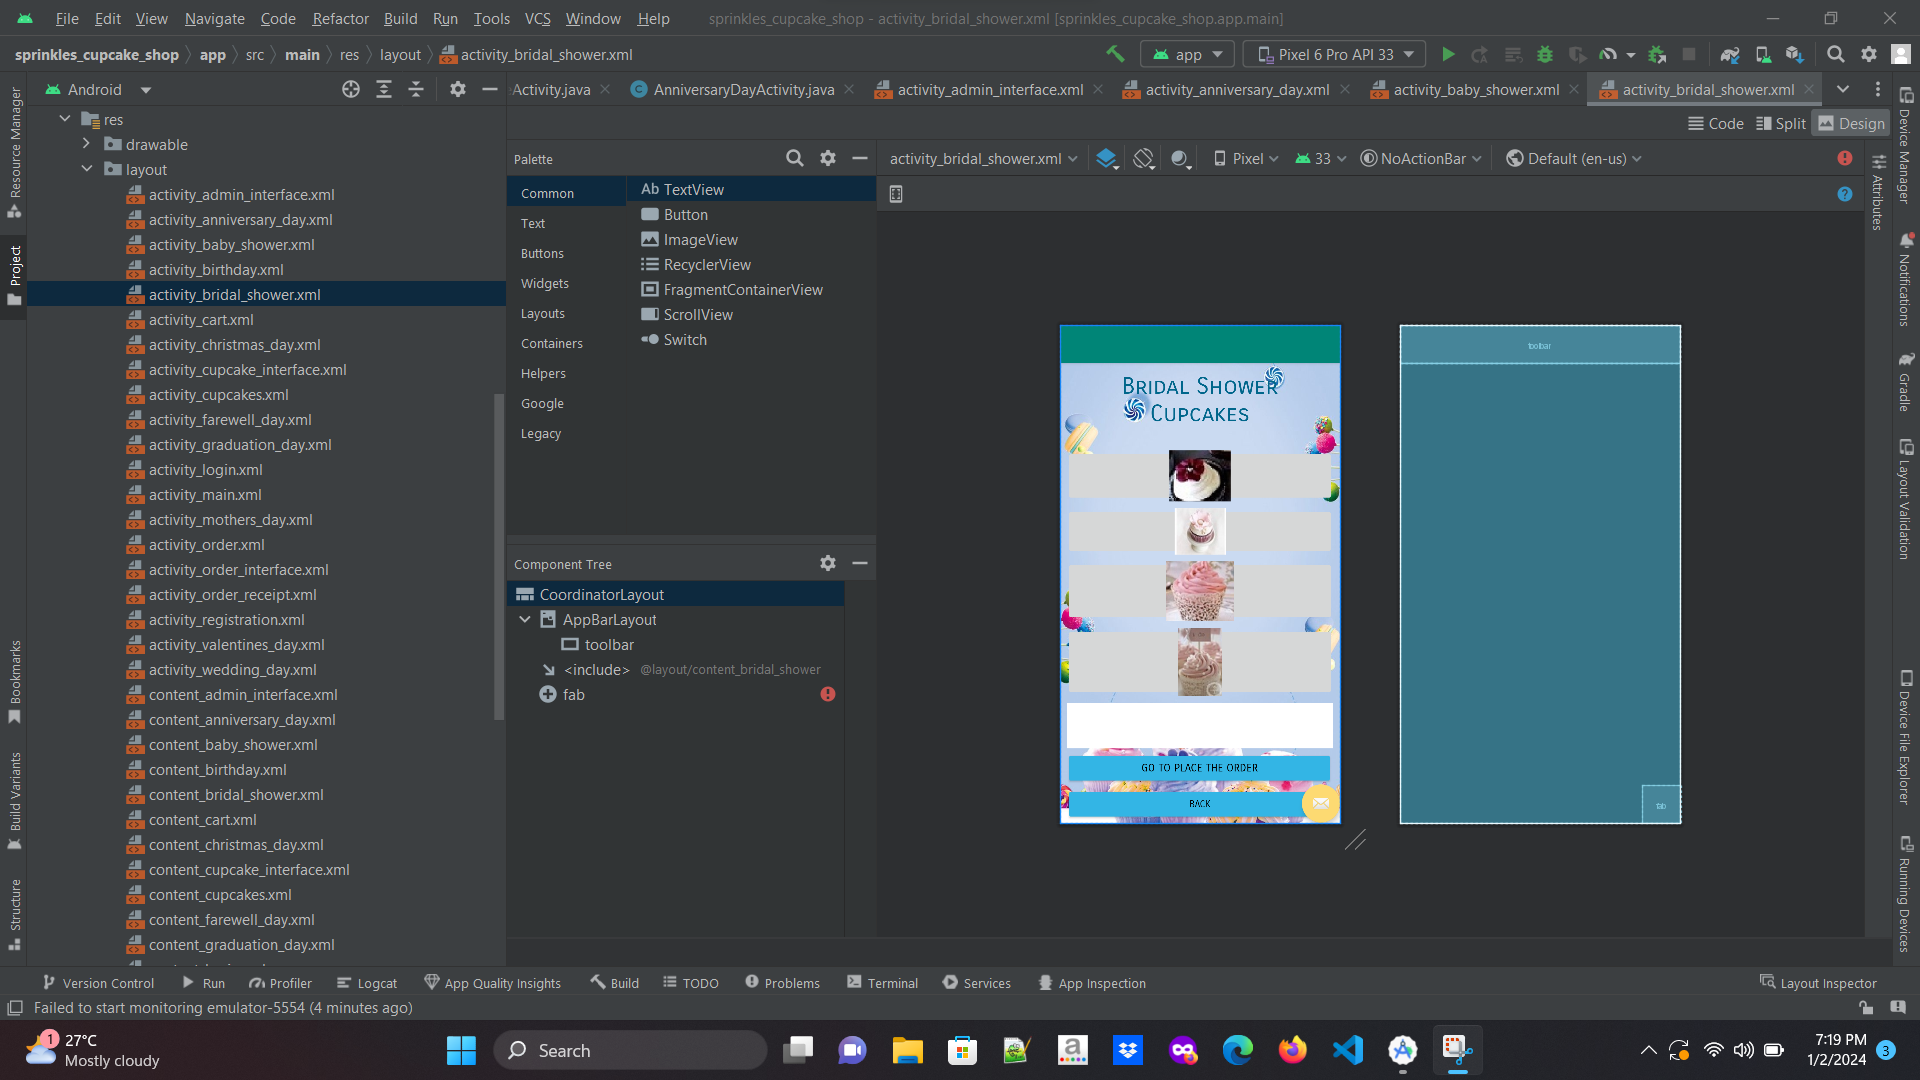 File Edit View Navigate Code Refactor Build Run Tools VCS Window Help sprinkles_cupcake_shop - activity_bridal_shower.xml [sprinkles_cupcake_shop.app.main]
sprinkles_cupcake_shop app src main res layout activity_bridal_shower.xml app Pixel 6 Pro API 33
Android
Activity.java AnniversaryDayActivity.java activity_admin_interface.xml activity_anniversary_day.xml activity_baby_shower.xml activity_bridal_shower.xml
Code Split Design
Resource Manager
Project
Bookmarks
Build Variants
Structure
res
drawable
layout
activity_admin_interface.xml
activity_anniversary_day.xml
activity_baby_shower.xml
activity_birthday.xml
activity_bridal_shower.xml
activity_cart.xml
activity_christmas_day.xml
activity_cupcake_interface.xml
activity_cupcakes.xml
activity_farewell_day.xml
activity_graduation_day.xml
activity_login.xml
activity_main.xml
activity_mothers_day.xml
activity_order.xml
activity_order_interface.xml
activity_order_receipt.xml
activity_registration.xml
activity_valentines_day.xml
activity_wedding_day.xml
content_admin_interface.xml
content_anniversary_day.xml
content_baby_shower.xml
content_birthday.xml
content_bridal_shower.xml
content_cart.xml
content_christmas_day.xml
content_cupcake_interface.xml
content_cupcakes.xml
content_farewell_day.xml
content_graduation_day.xml
Palette
Common
Text
Buttons
Widgets
Layouts
Containers
Helpers
Google
Legacy
Ab TextView
Button
ImageView
RecyclerView
FragmentContainerView
ScrollView
Switch
Component Tree
CoordinatorLayout
AppBarLayout
toolbar
<include> @layout/content_bridal_shower
fab
activity_bridal_shower.xml Pixel 33 NoActionBar Default (en-us)
Bridal Shower
Cupcakes
GO TO PLACE THE ORDER
BACK
toolbar
fab
Attributes
Device Manager
Notifications
Gradle
Layout Validation
Device File Explorer
Running Devices
Version Control Run Profiler Logcat App Quality Insights Build TODO Problems Terminal Services App Inspection Layout Inspector
Failed to start monitoring emulator-5554 (4 minutes ago)
1 27°C
Mostly cloudy
Search
7:19 PM
1/2/2024
3